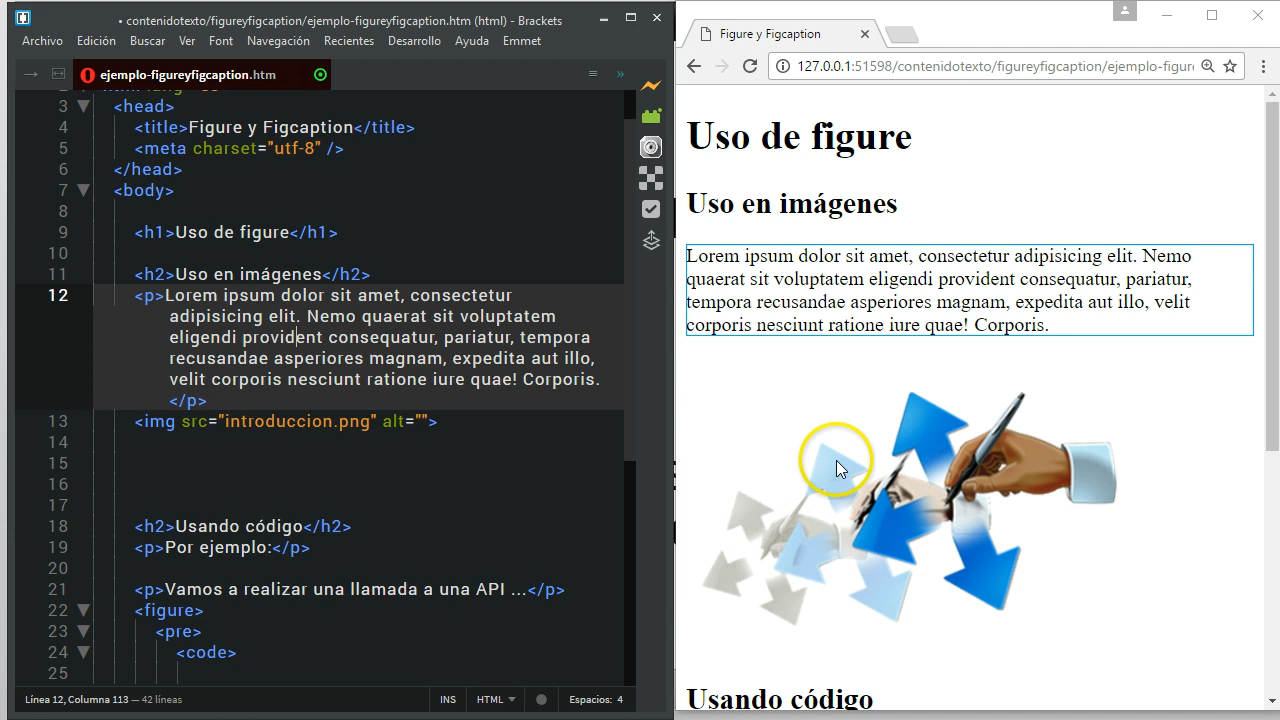 • contenidotexto/figureyfigcaption/ejemplo-figureyfigcaption.htm (html) - Brackets
Archivo Edición Buscar Ver Font Navegación Recientes Desarrollo Ayuda Emmet
ejemplo-figureyfigcaption.htm
3 <head>
4 <title>Figure y Figcaption</title>
5 <meta charset="utf-8" />
6 </head>
7 <body>
8
9 <h1>Uso de figure</h1>
10
11 <h2>Uso en imágenes</h2>
12 <p>Lorem ipsum dolor sit amet, consectetur
adipisicing elit. Nemo quaerat sit voluptatem
eligendi provident consequatur, pariatur, tempora
recusandae asperiores magnam, expedita aut illo,
velit corporis nesciunt ratione iure quae! Corporis.
</p>
13 <img src="introduccion.png" alt="">
14
15
16
17
18 <h2>Usando código</h2>
19 <p>Por ejemplo:</p>
20
21 <p>Vamos a realizar una llamada a una API ...</p>
22 <figure>
23 <pre>
24 <code>
25
Línea 12, Columna 113 — 42 líneas
INS HTML Espacios: 4
Figure y Figcaption
127.0.0.1:51598/contenidotexto/figureyfigcaption/ejemplo-figur
Uso de figure
Uso en imágenes
Lorem ipsum dolor sit amet, consectetur adipisicing elit. Nemo
quaerat sit voluptatem eligendi provident consequatur, pariatur,
tempora recusandae asperiores magnam, expedita aut illo, velit
corporis nesciunt ratione iure quae! Corporis.
Usando código